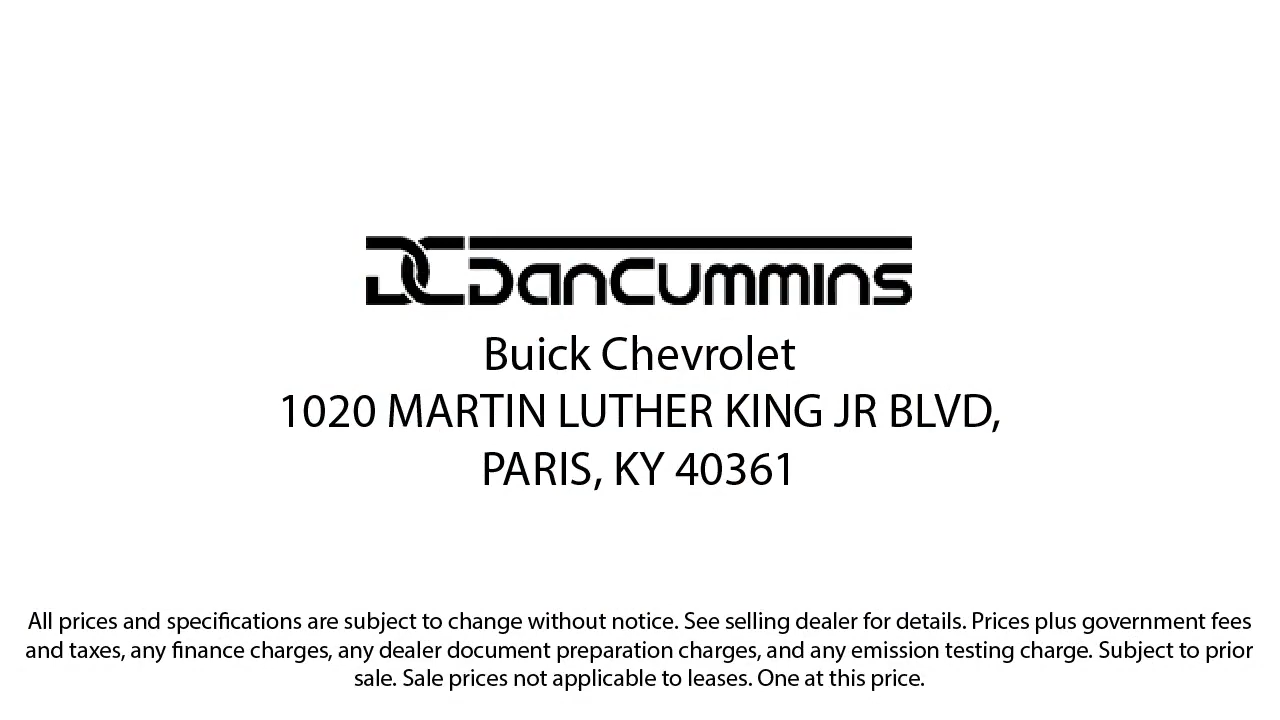 DC DanCummins
Buick Chevrolet
1020 MARTIN LUTHER KING JR BLVD,
PARIS, KY 40361
All prices and specifications are subject to change without notice. See selling dealer for details. Prices plus government fees
and taxes, any finance charges, any dealer document preparation charges, and any emission testing charge. Subject to prior
sale. Sale prices not applicable to leases. One at this price.